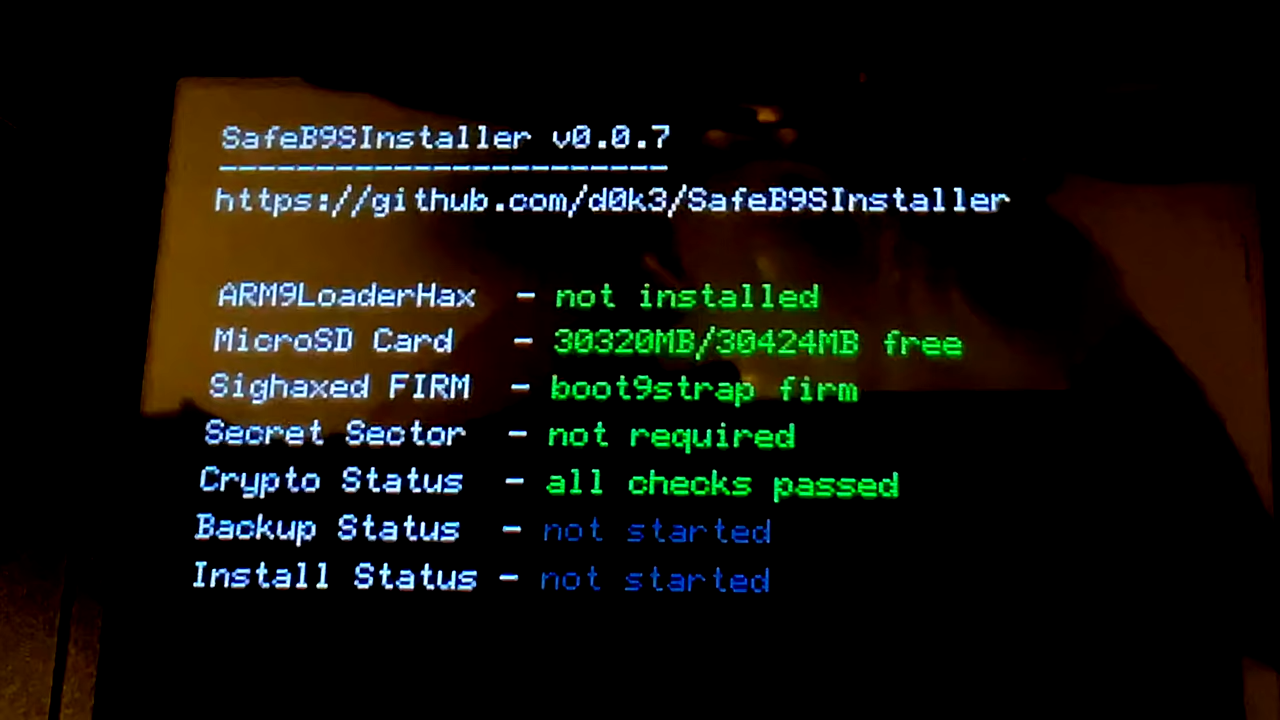 SafeB9SInstaller v0.0.7
-----------------------
https://github.com/d0k3/SafeB9SInstaller
ARM9LoaderHax - not installed
MicroSD Card - 30320MB/30424MB free
Sighaxed FIRM - boot9strap firm
Secret Sector - not required
Crypto Status - all checks passed
Backup Status - not started
Install Status - not started